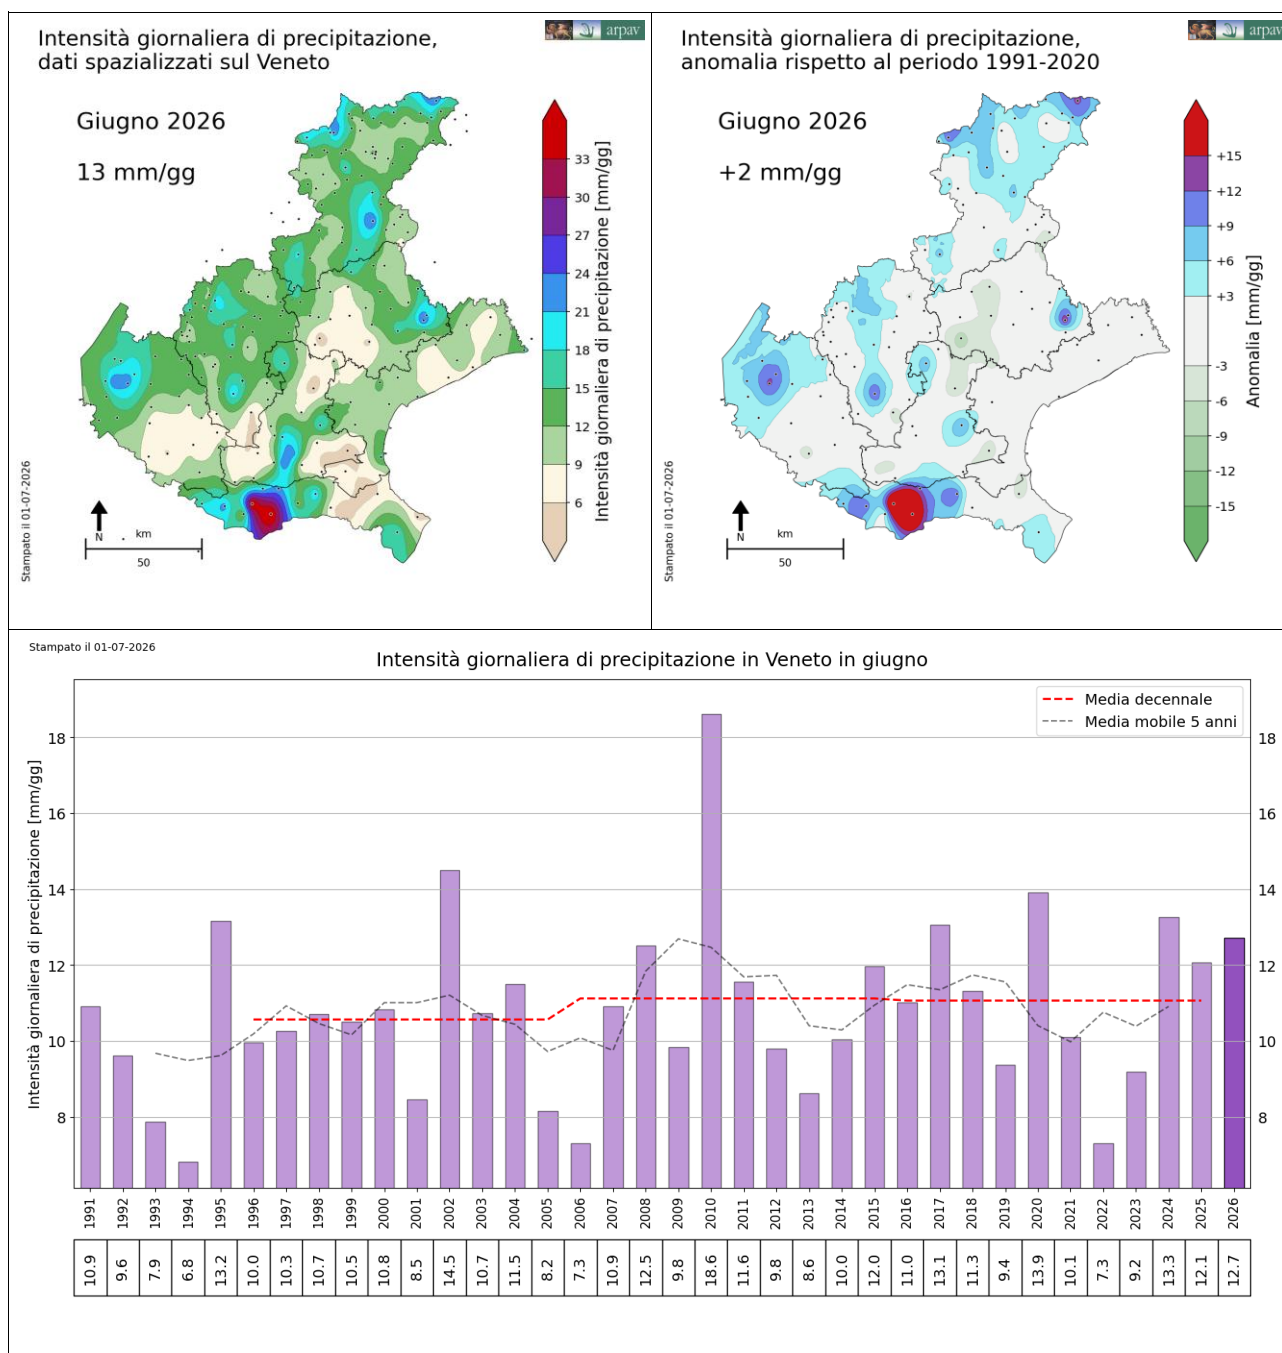 Intensità giornaliera di precipitazione,
dati spazializzati sul Veneto
arpav
Giugno 2026
13 mm/gg
33
30
27
24
21
18
15
12
9
6
Intensità giornaliera di precipitazione [mm/gg]
Stampato il 01-07-2026
N
km
50
Intensità giornaliera di precipitazione,
anomalia rispetto al periodo 1991-2020
arpav
Giugno 2026
+2 mm/gg
+15
+12
+9
+6
+3
-3
-6
-9
-12
-15
Anomalia [mm/gg]
Stampato il 01-07-2026
N
km
50
Stampato il 01-07-2026
Intensità giornaliera di precipitazione in Veneto in giugno
Media decennale
Media mobile 5 anni
Intensità giornaliera di precipitazione [mm/gg]
18 18
16 16
14 14
12 12
10 10
8 8
1991 1992 1993 1994 1995 1996 1997 1998 1999 2000 2001 2002 2003 2004 2005 2006 2007 2008 2009 2010 2011 2012 2013 2014 2015 2016 2017 2018 2019 2020 2021 2022 2023 2024 2025 2026
10.9 9.6 7.9 6.8 13.2 10.0 10.3 10.7 10.5 10.8 8.5 14.5 10.7 11.5 8.2 7.3 10.9 12.5 9.8 18.6 11.6 9.8 8.6 10.0 12.0 11.0 13.1 11.3 9.4 13.9 10.1 7.3 9.2 13.3 12.1 12.7